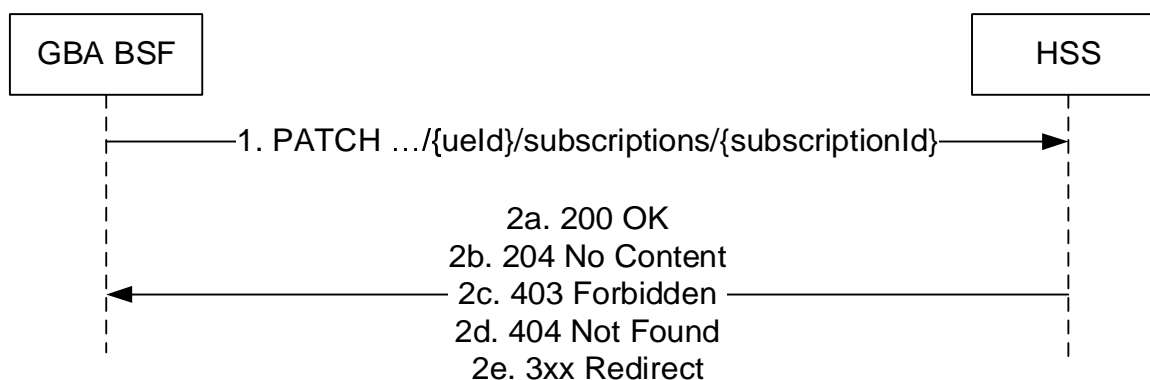 GBA BSF
HSS
1. PATCH …/{ueId}/subscriptions/{subscriptionId}
2a. 200 OK
2b. 204 No Content
2c. 403 Forbidden
2d. 404 Not Found
2e. 3xx Redirect